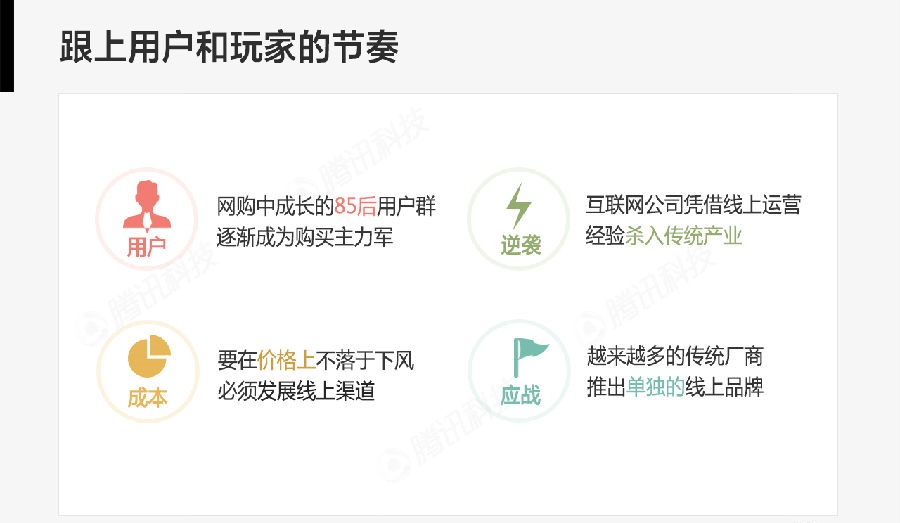 跟上用户和玩家的节奏
用户
网购中成长的85后用户群
逐渐成为购买主力军
逆袭
互联网公司凭借线上运营
经验杀入传统产业
成本
要在价格上不落于下风
必须发展线上渠道
应战
越来越多的传统厂商
推出单独的线上品牌
腾讯科技
腾讯科技
腾讯科技
腾讯科技